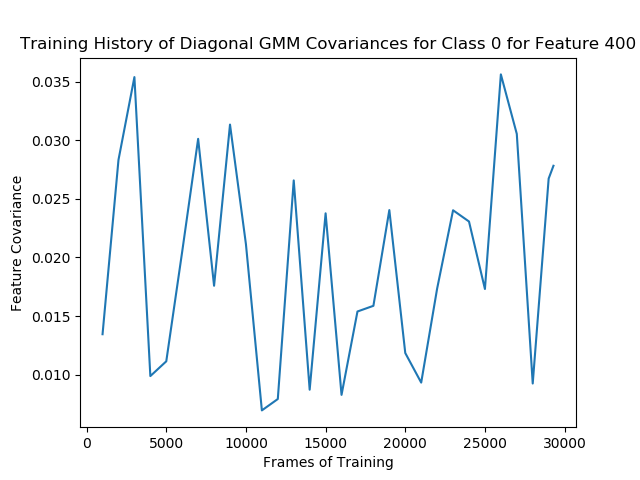 Training History of Diagonal GMM Covariances for Class 0 for Feature 400
0.035
0.030
0.025
0.020
0.015
0.010
Feature Covariance
0 5000 10000 15000 20000 25000 30000
Frames of Training